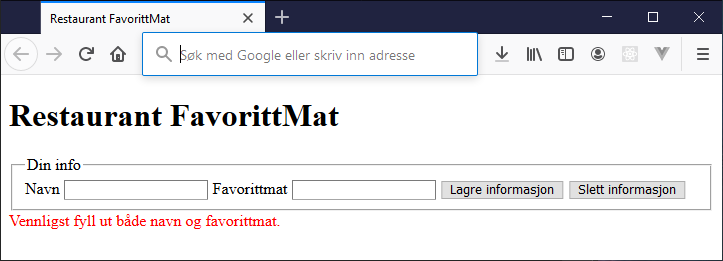 Restaurant FavorittMat
Søk med Google eller skriv inn adresse
Restaurant FavorittMat
Din info
Navn Favorittmat Lagre informasjon Slett informasjon
Vennligst fyll ut både navn og favorittmat.